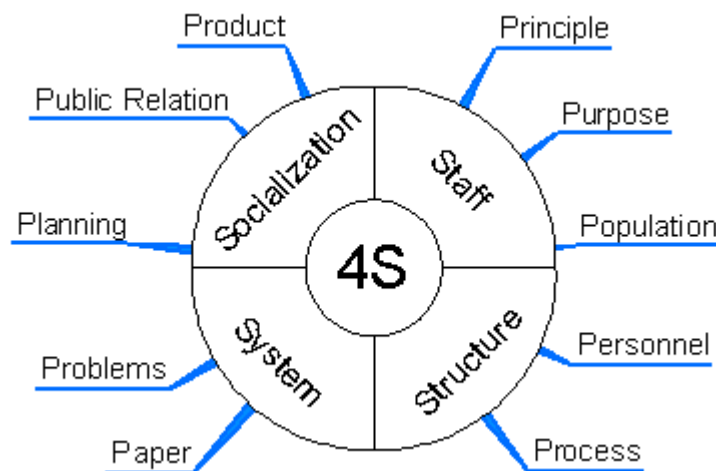 Product
Principle
Public Relation
Purpose
Socialization
Staff
Planning
Population
4S
System
Structure
Problems
Personnel
Paper
Process